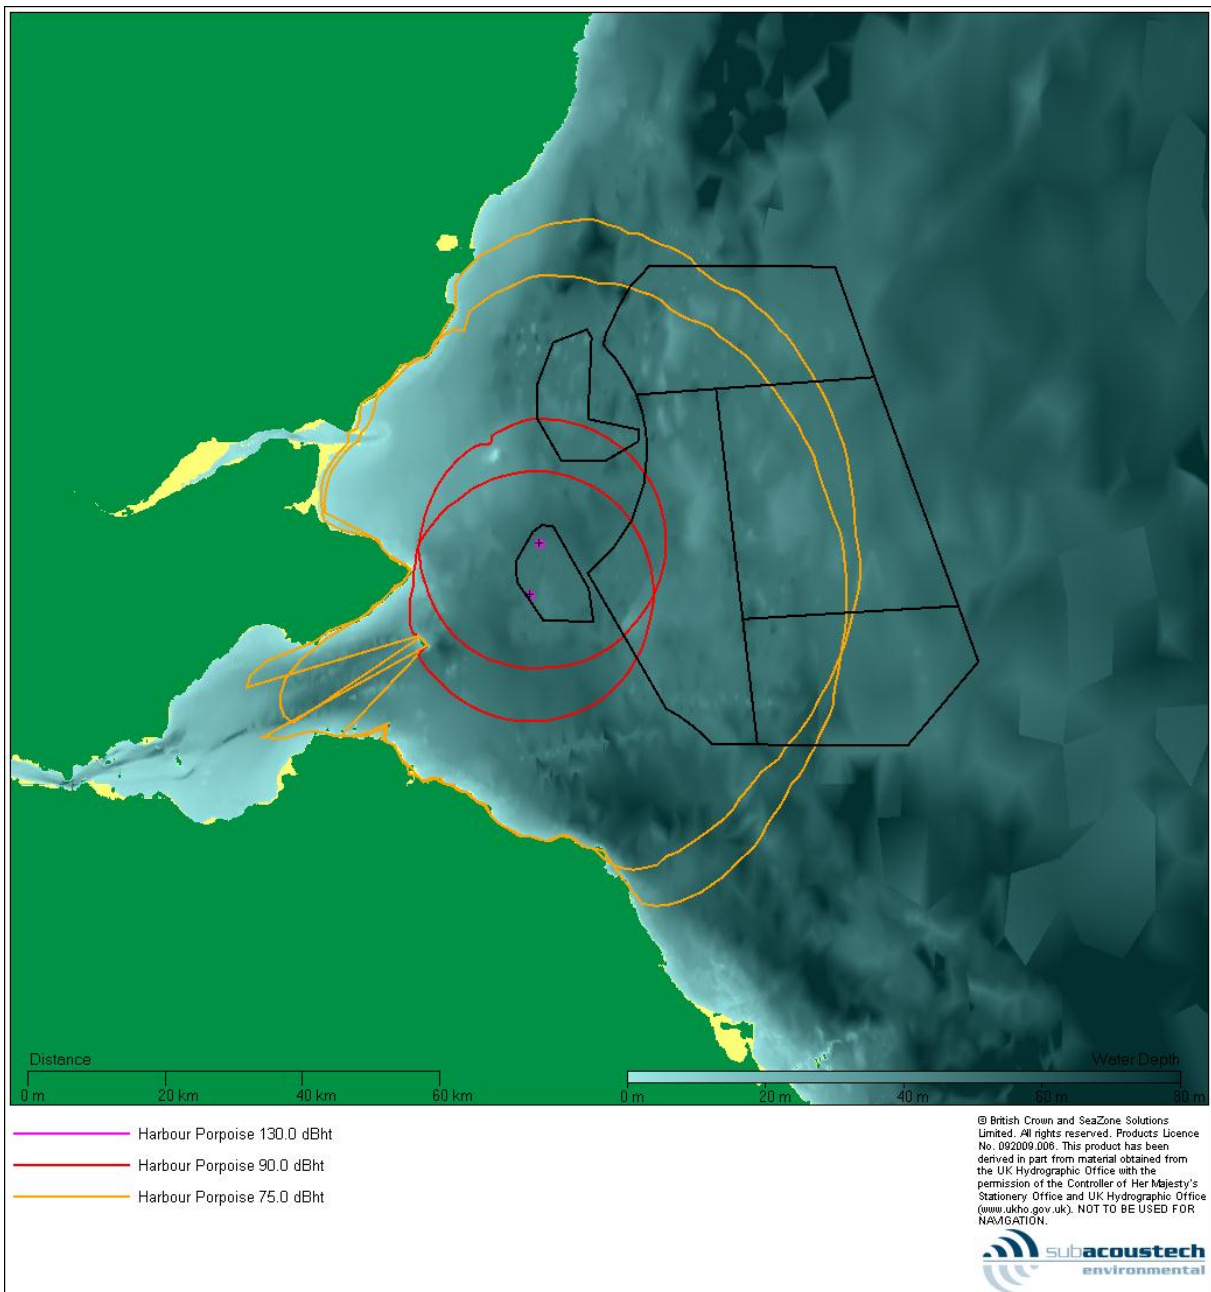 Distance
Water Depth
0 m 20 km 40 km 60 km
0 m 20 m 40 m 60 m 80 m
Harbour Porpoise 130.0 dBht
Harbour Porpoise 90.0 dBht
Harbour Porpoise 75.0 dBht
© British Crown and SeaZone Solutions
Limited. All rights reserved. Products Licence
No. 092009.006. This product has been
derived in part from material obtained from
the UK Hydrographic Office with the
permission of the Controller of Her Majesty's
Stationery Office and UK Hydrographic Office
(www.ukho.gov.uk). NOT TO BE USED FOR
NAVIGATION.
subacoustech
environmental